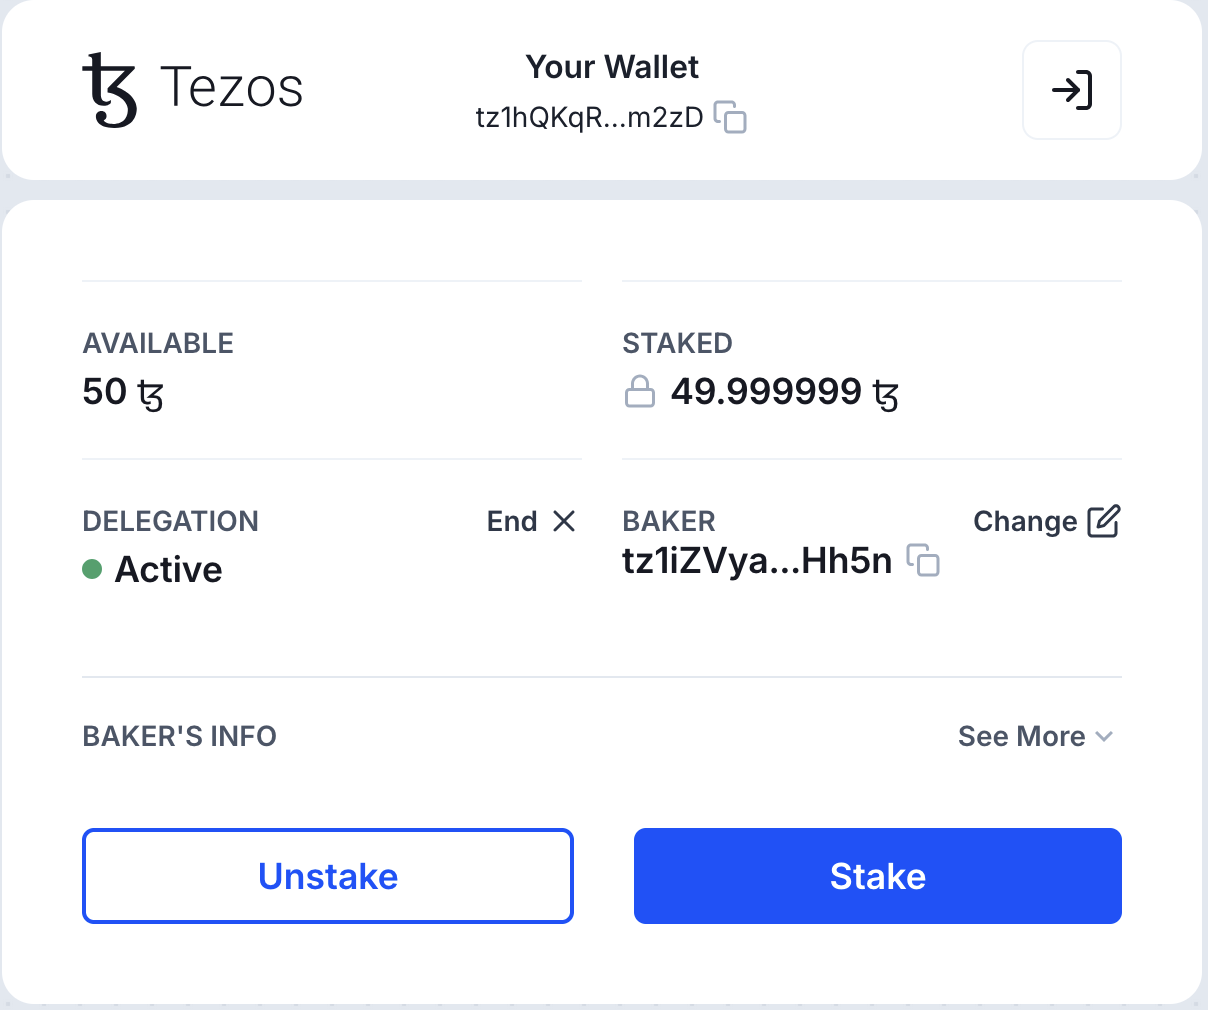 ꜩ Tezos
Your Wallet
tz1hQKqR...m2zD
AVAILABLE
50 ꜩ
STAKED
49.999999 ꜩ
DELEGATION
End
Active
BAKER
Change
tz1iZVya...Hh5n
BAKER'S INFO
See More
Unstake
Stake